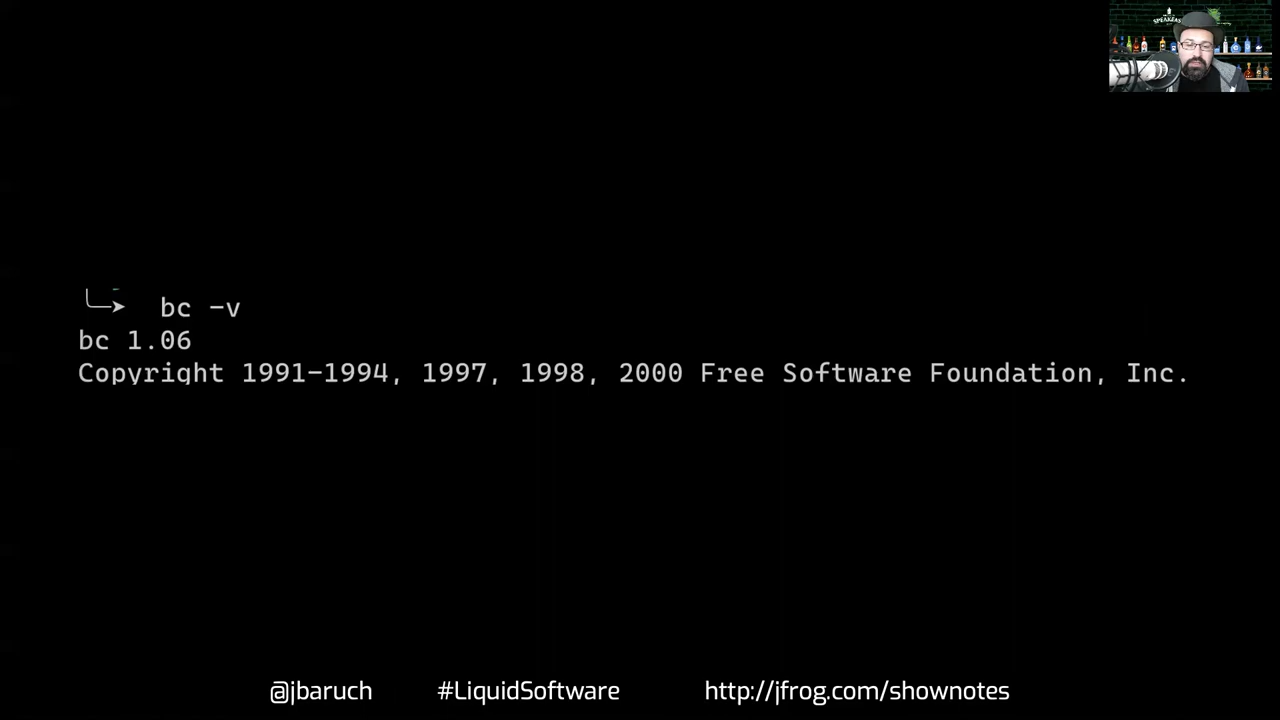 SPEAKEASY
bc -v
bc 1.06
Copyright 1991-1994, 1997, 1998, 2000 Free Software Foundation, Inc.
@jbaruch #LiquidSoftware http://jfrog.com/shownotes